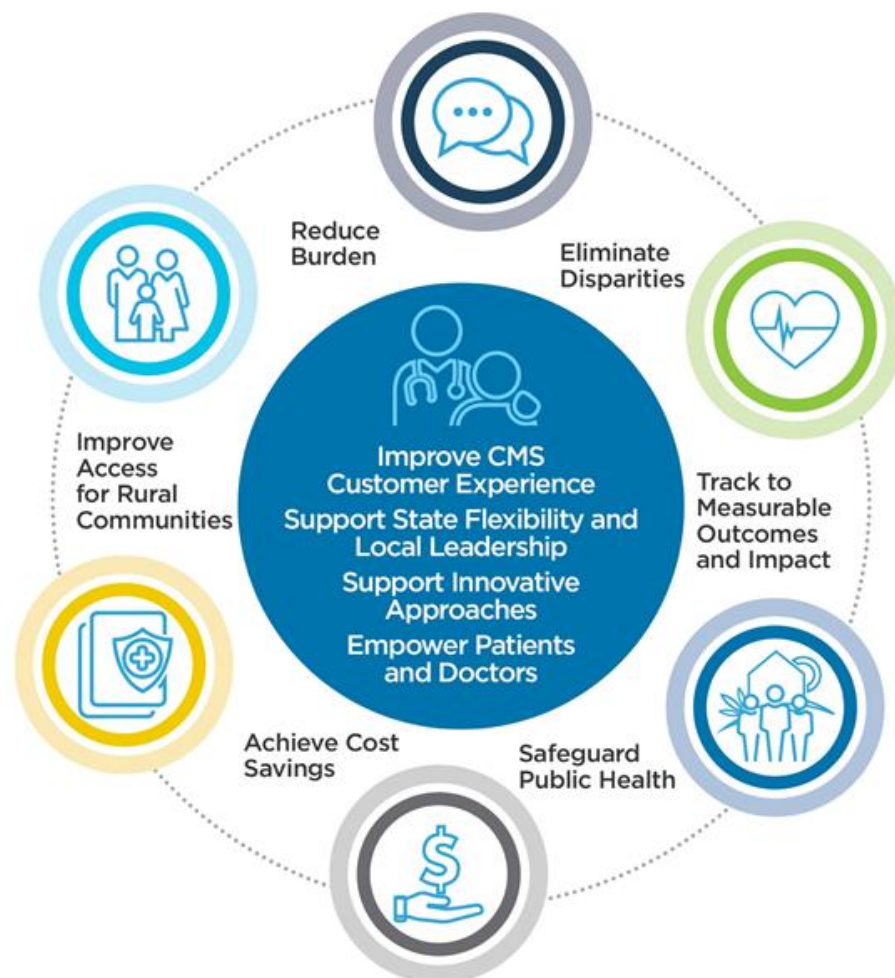 Reduce
Burden
Eliminate
Disparities
Improve
Access
for Rural
Communities
Improve CMS
Customer Experience
Support State Flexibility and
Local Leadership
Support Innovative
Approaches
Empower Patients
and Doctors
Track to
Measurable
Outcomes
and Impact
Achieve Cost
Savings
Safeguard
Public Health
$